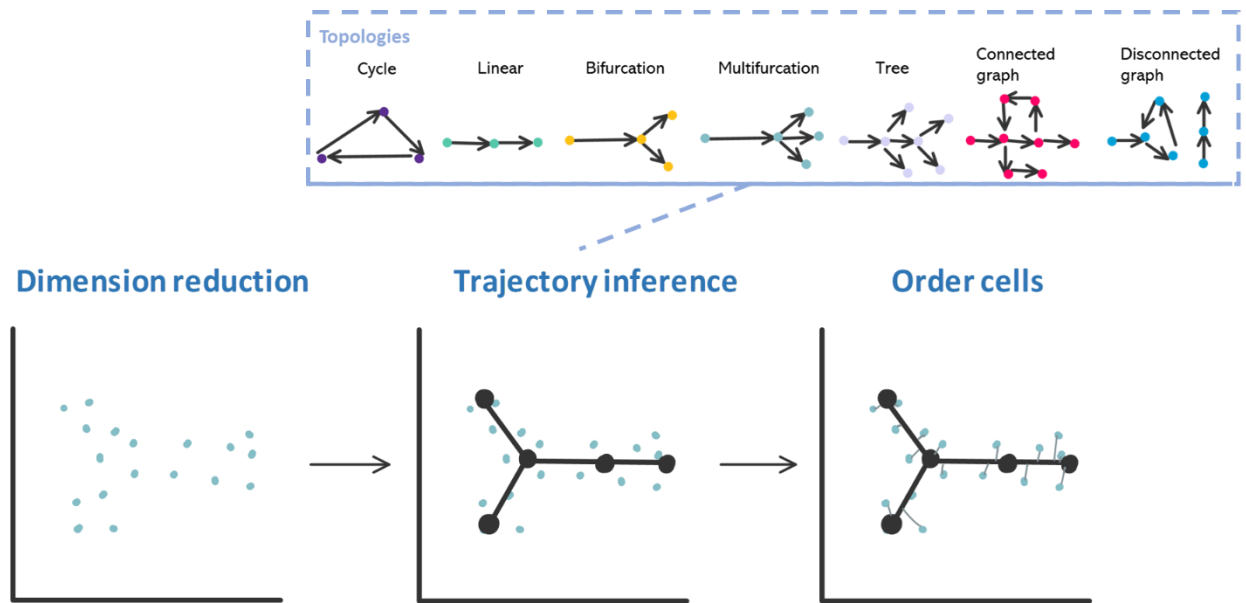 Topologies
Cycle
Linear
Bifurcation
Multifurcation
Tree
Connected
graph
Disconnected
graph
Dimension reduction
Trajectory inference
Order cells